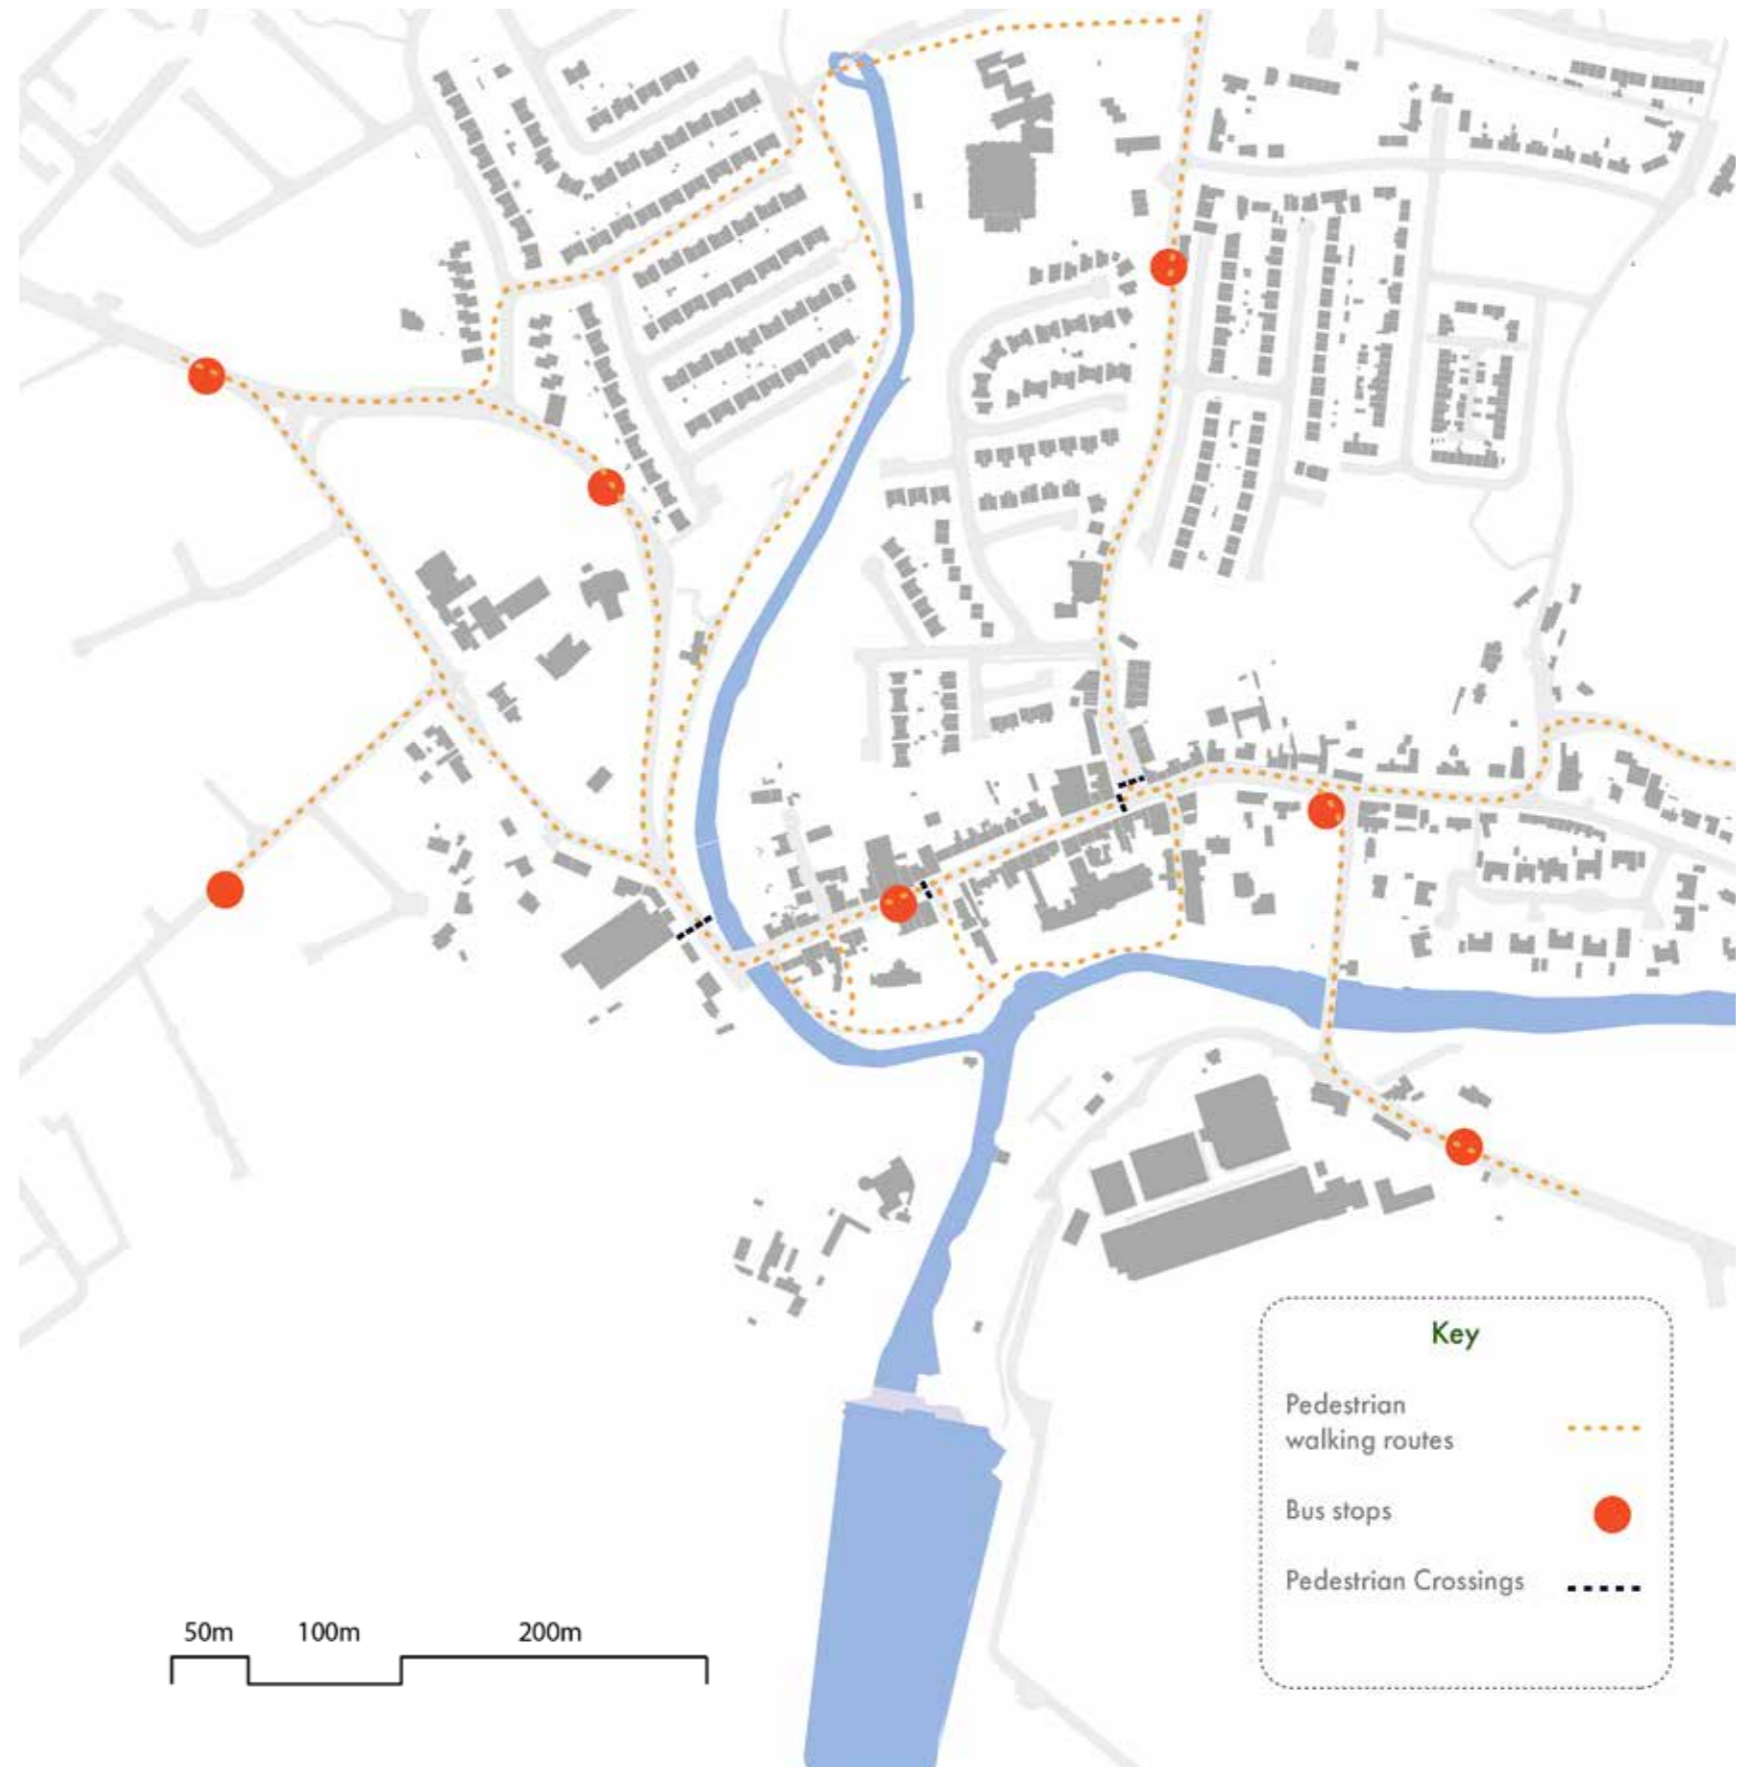 Key
Pedestrian
walking routes
Bus stops
Pedestrian Crossings
50m 100m 200m